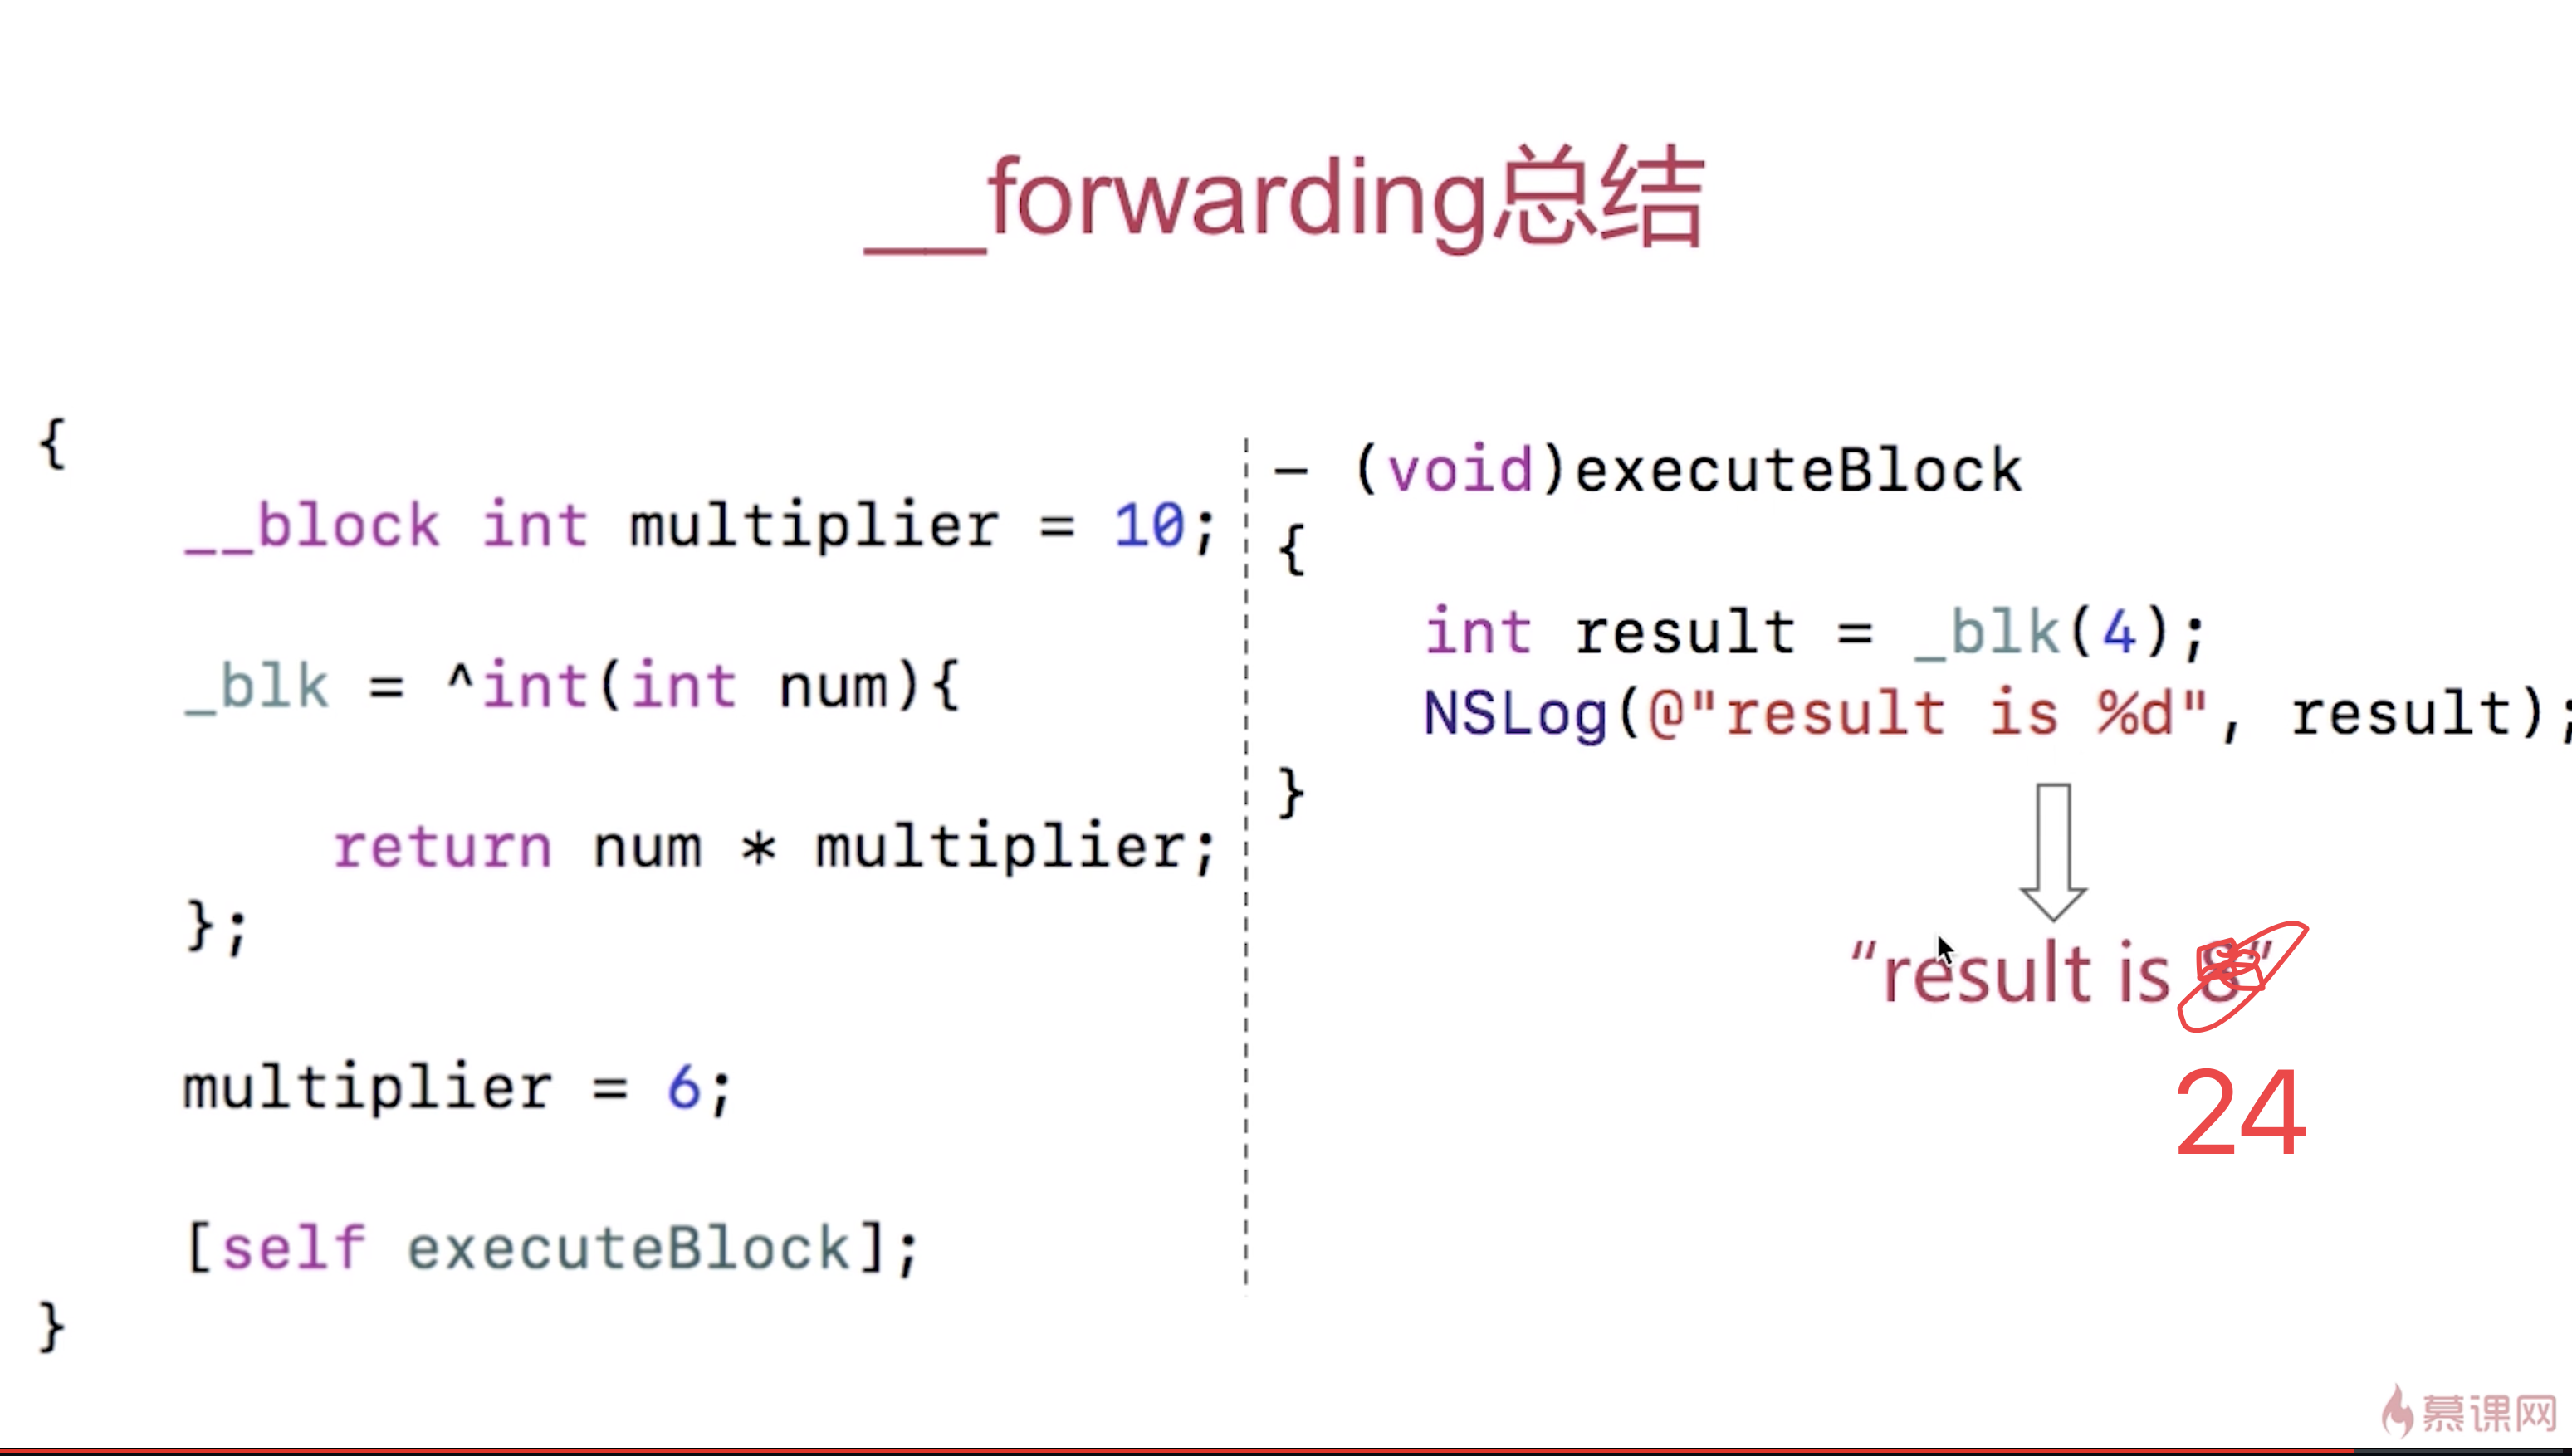 __forwarding总结
{
__block int multiplier = 10;
_blk = ^int(int num){
return num * multiplier;
};
multiplier = 6;
[self executeBlock];
}
- (void)executeBlock
{
int result = _blk(4);
NSLog(@"result is %d", result);
}
“result is 8”
24
慕课网